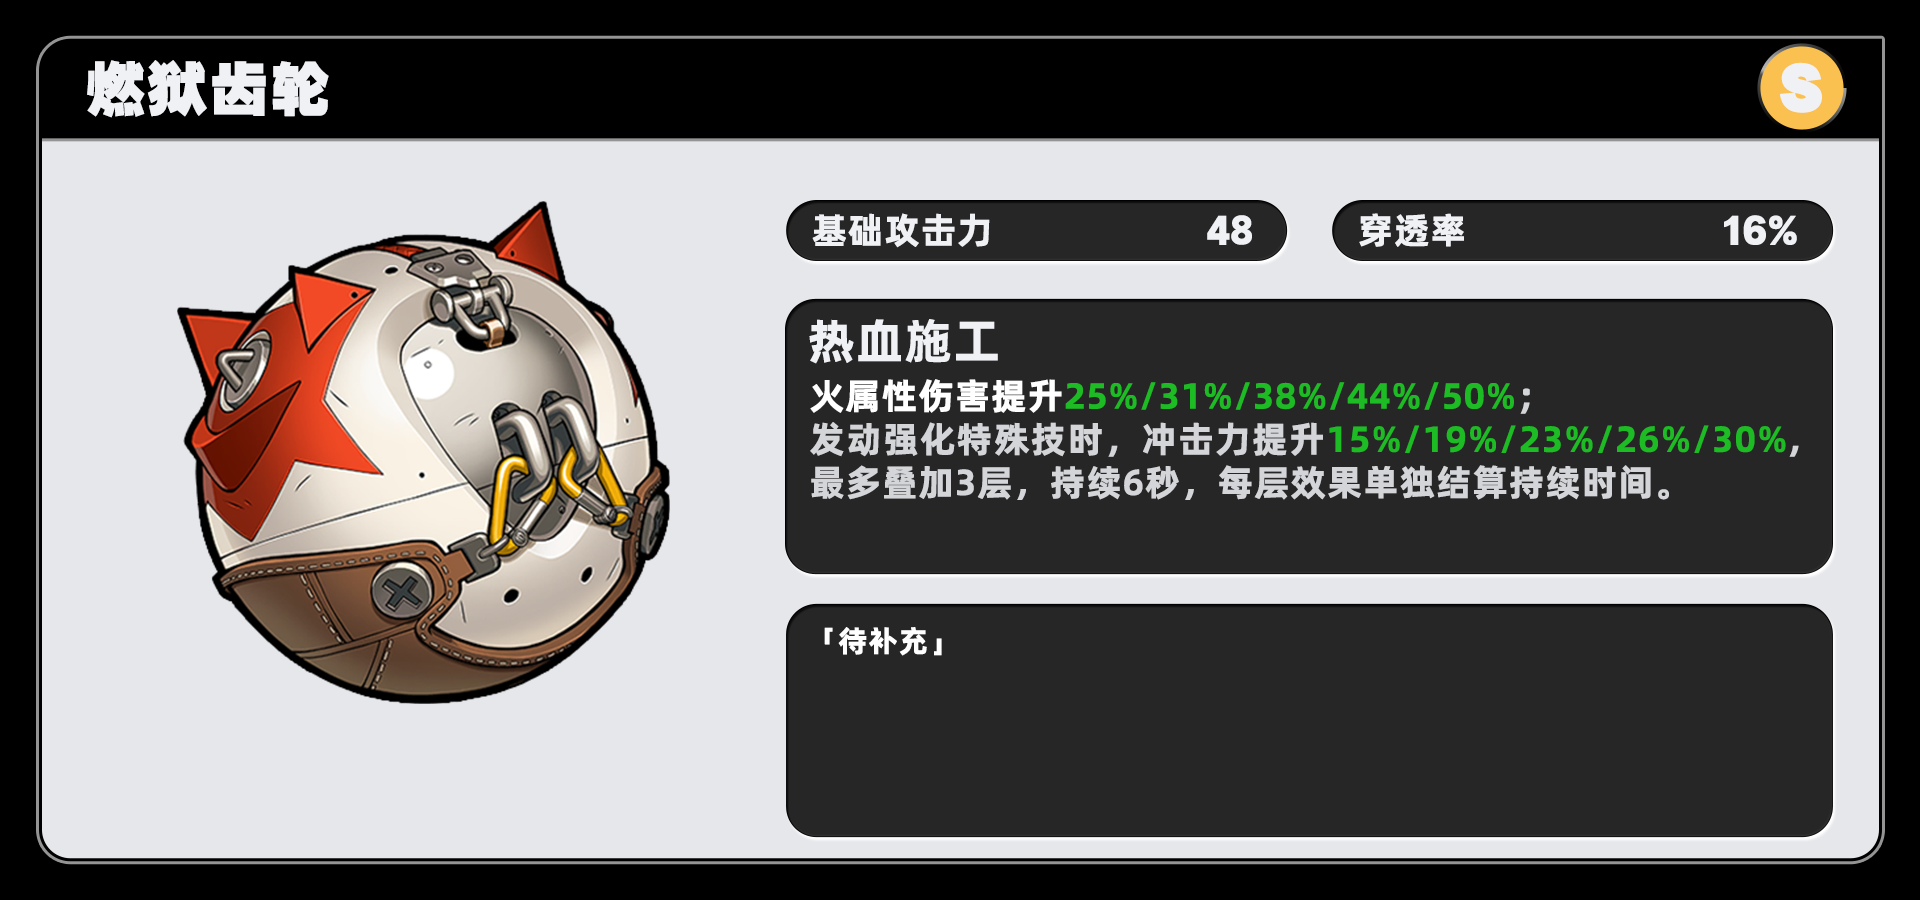 燃狱齿轮
S
基础攻击力 48
穿透率 16%
热血施工
火属性伤害提升25%/31%/38%/44%/50%；
发动强化特殊技时，冲击力提升15%/19%/23%/26%/30%，
最多叠加3层，持续6秒，每层效果单独结算持续时间。
「待补充」